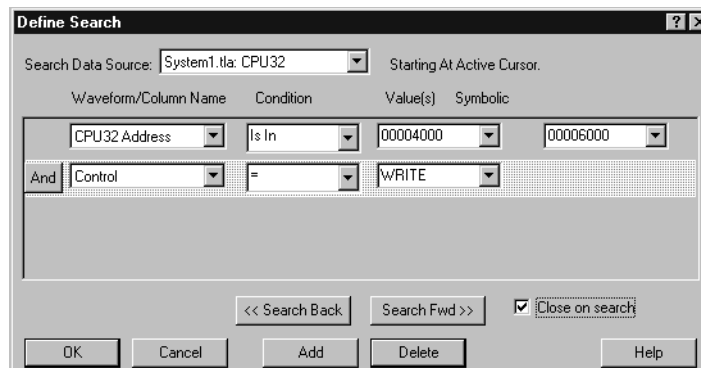 Define Search
Search Data Source: System1.tla: CPU32 Starting At Active Cursor.
Waveform/Column Name Condition Value(s) Symbolic
CPU32 Address Is In 00004000 00006000
And Control = WRITE
<< Search Back Search Fwd >> Close on search
OK Cancel Add Delete Help